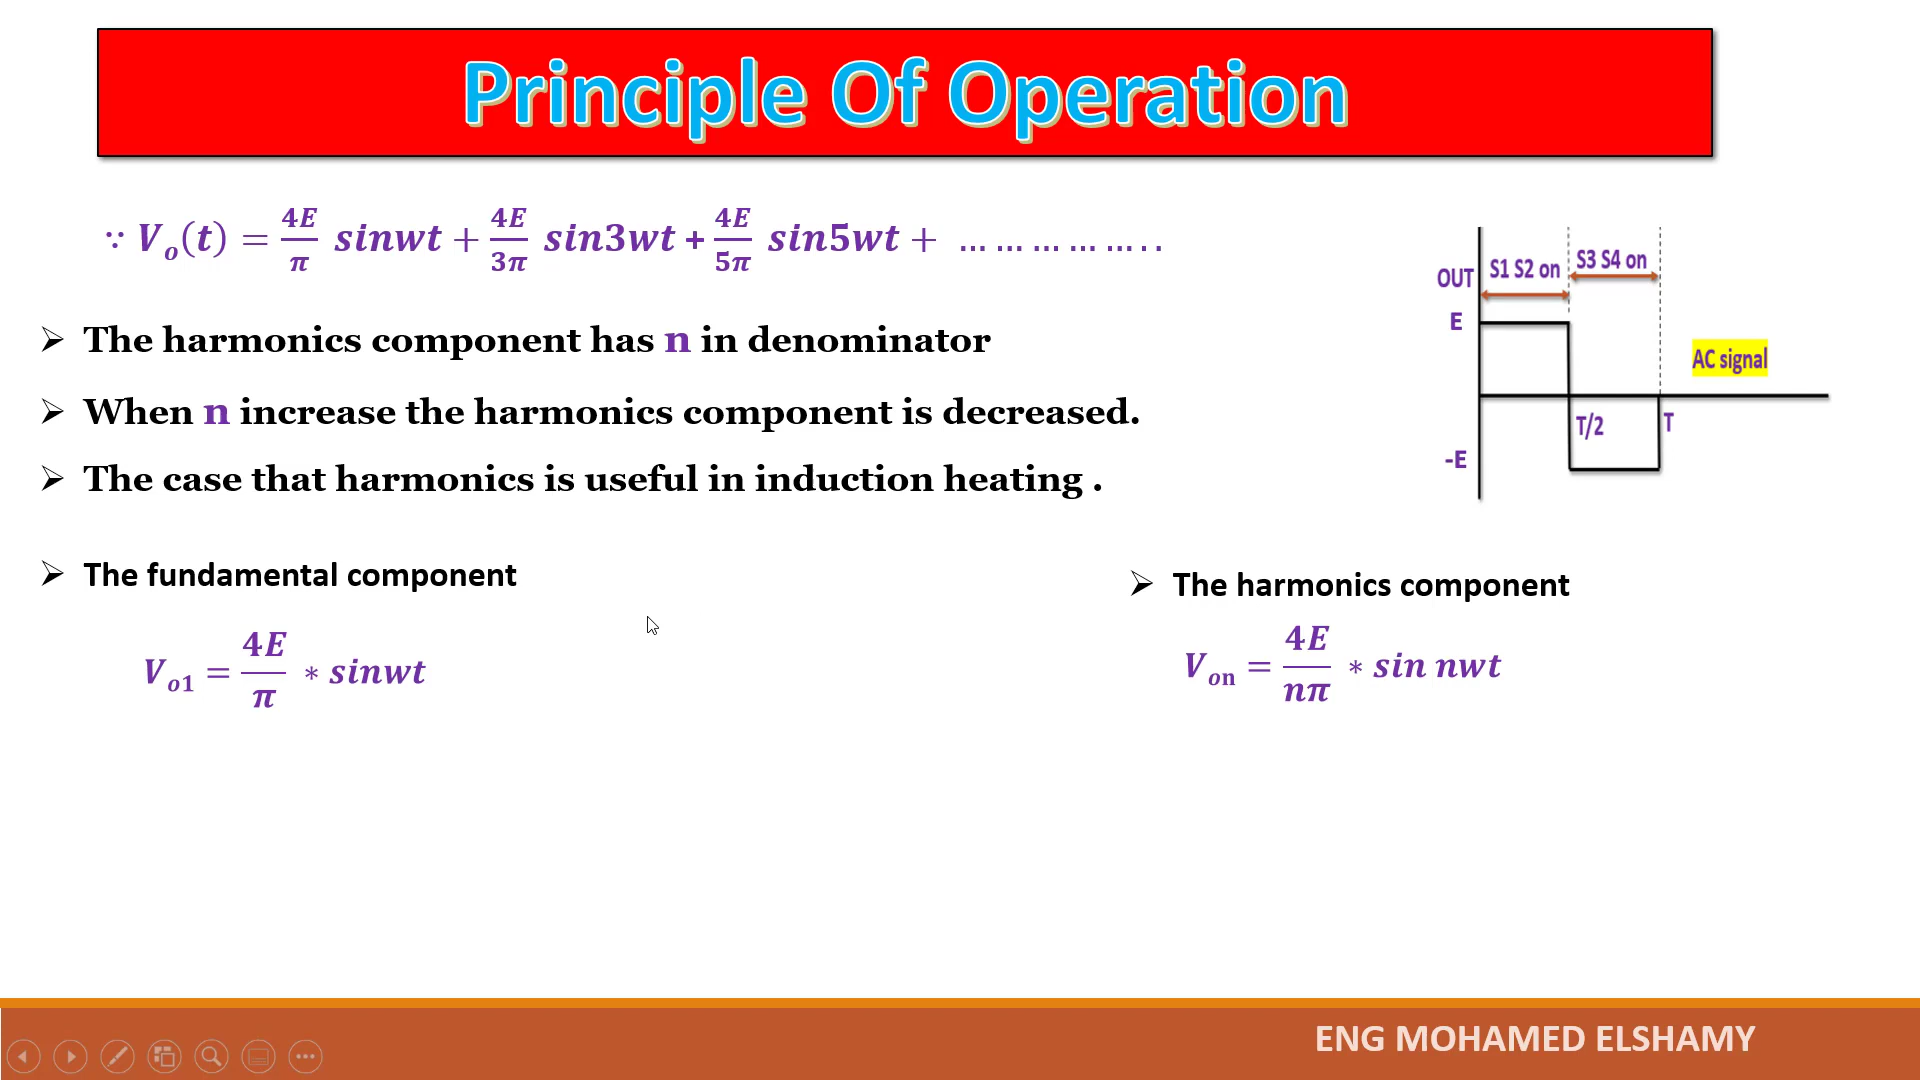 Principle Of Operation
∵ Vₒ(t) = 4E/π sinwt + 4E/3π sin3wt + 4E/5π sin5wt + … … … … … . .
➢ The harmonics component has n in denominator
➢ When n increase the harmonics component is decreased.
➢ The case that harmonics is useful in induction heating .
OUT
S1 S2 on
S3 S4 on
E
AC signal
T/2
T
-E
➢ The fundamental component
Vₒ₁ = 4E/π * sinwt
➢ The harmonics component
Vₒₙ = 4E/nπ * sin nwt
ENG MOHAMED ELSHAMY